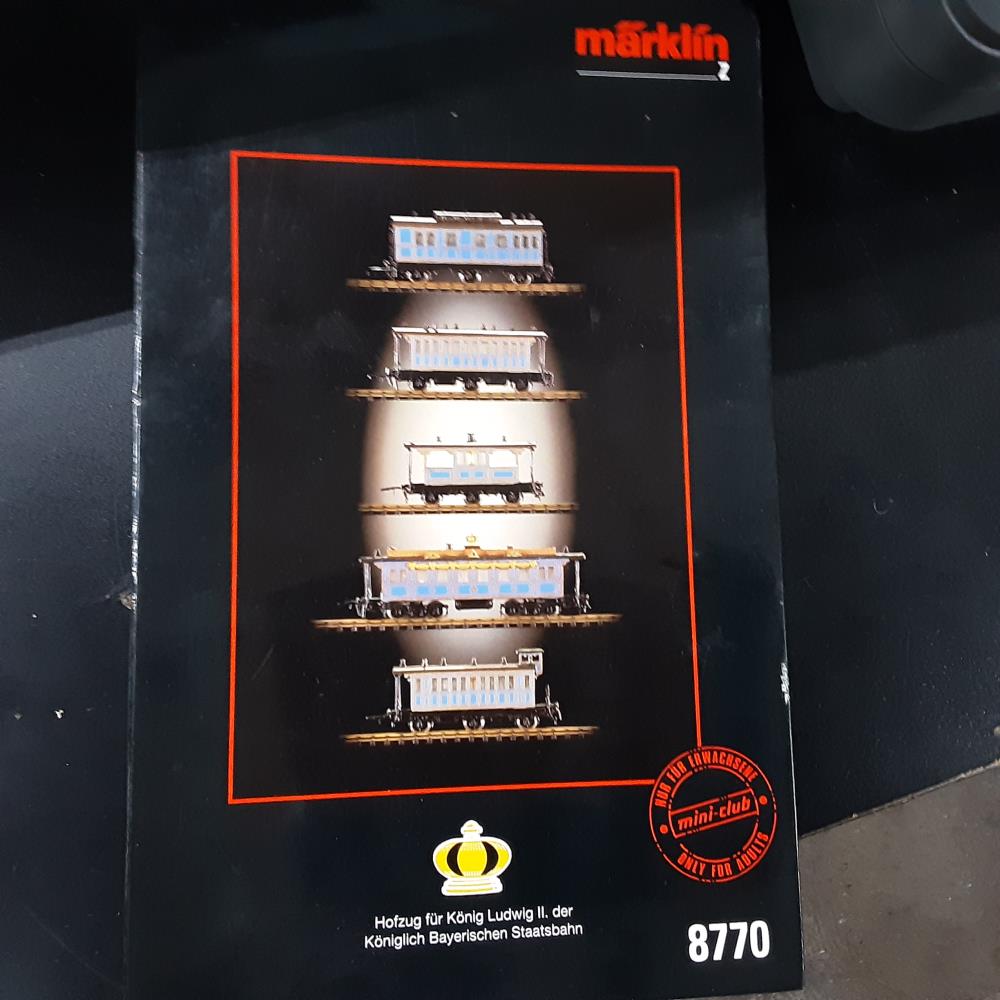 märklin
Z
NUR FÜR ERWACHSENE
mini-club
ONLY FOR ADULTS
Hofzug für König Ludwig II. der
Königlich Bayerischen Staatsbahn
8770